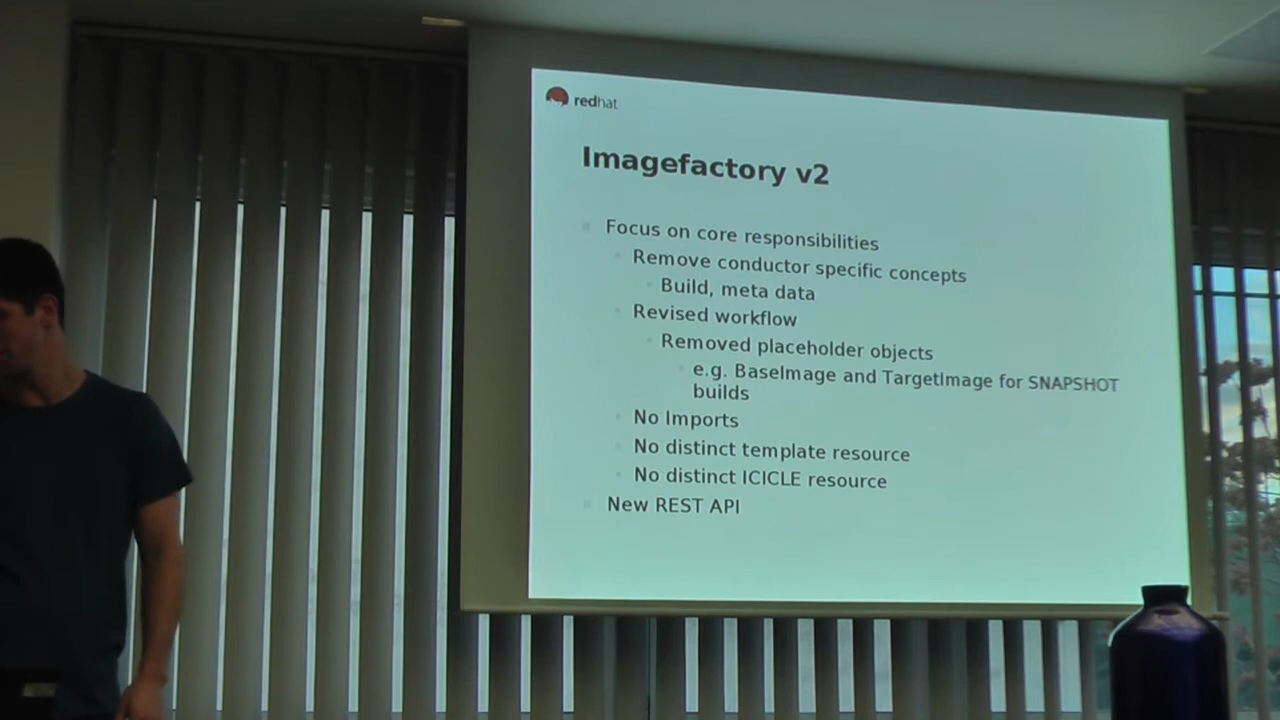 redhat
Imagefactory v2
Focus on core responsibilities
Remove conductor specific concepts
Build, meta data
Revised workflow
Removed placeholder objects
e.g. BaseImage and TargetImage for SNAPSHOT
builds
No Imports
No distinct template resource
No distinct ICICLE resource
New REST API